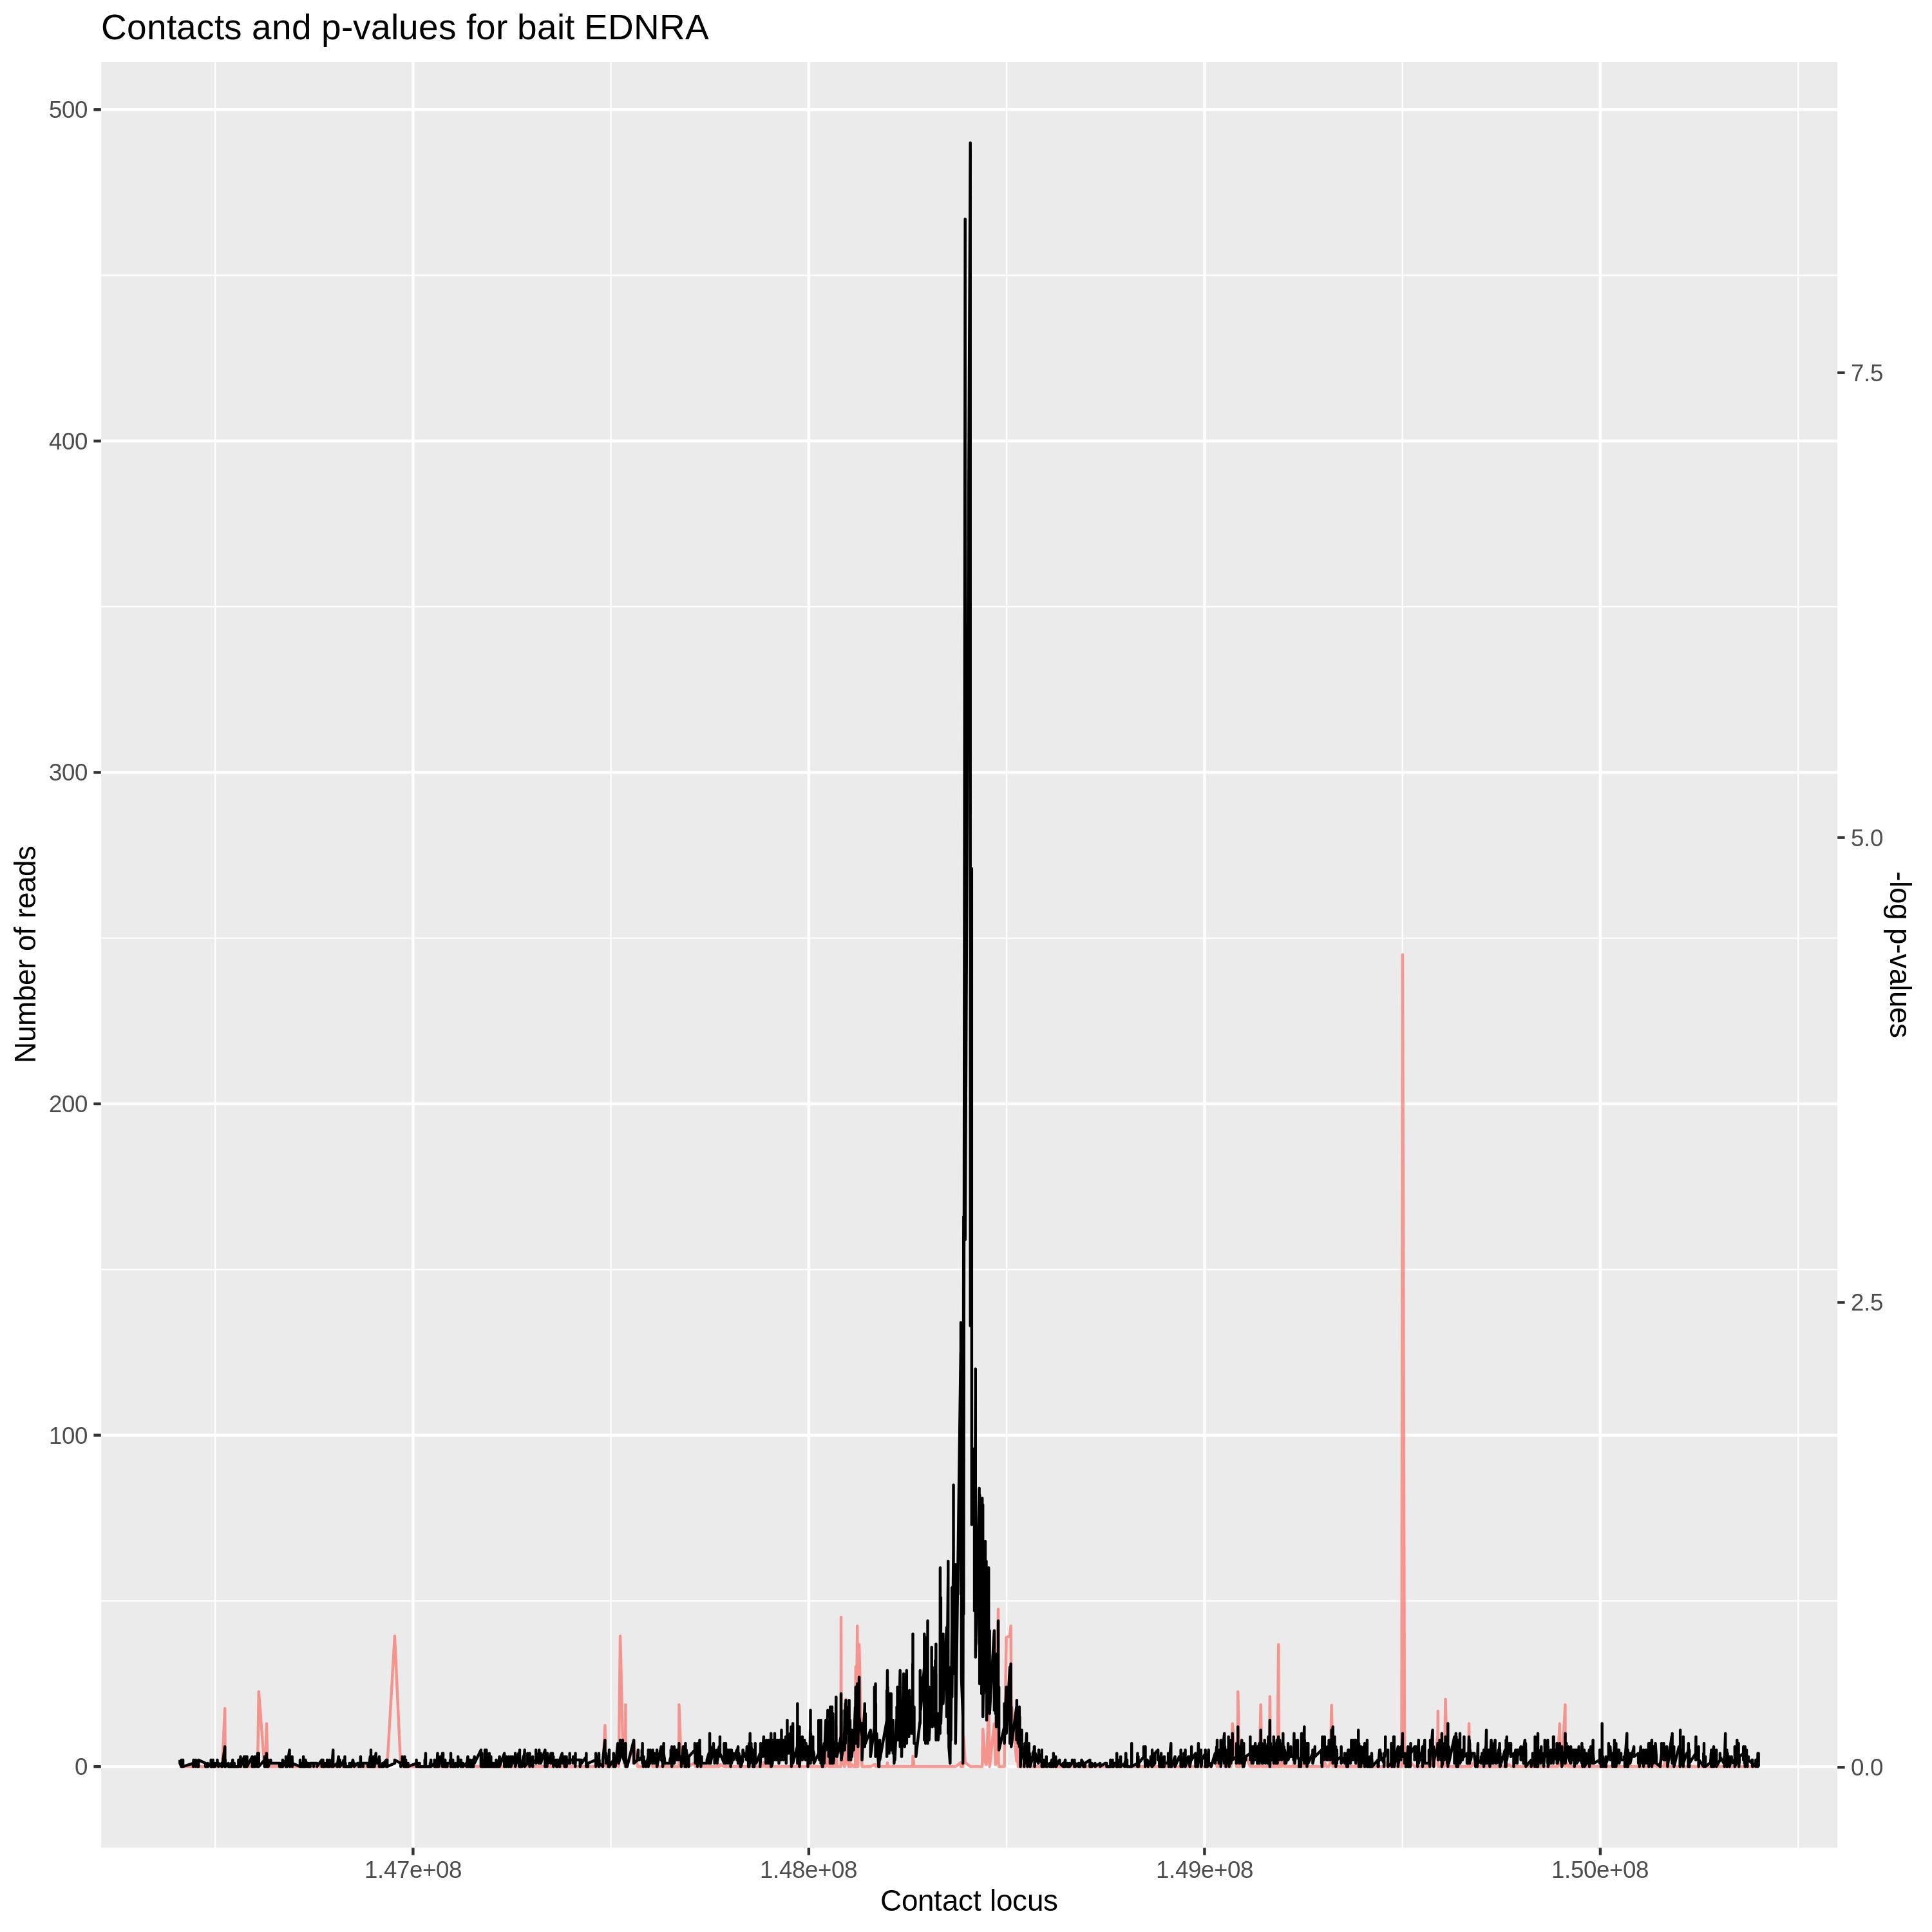 Contacts and p-values for bait EDNRA
500
400
300
200
100
0
Number of reads
7.5
5.0
2.5
0.0
-log p-values
1.47e+08
1.48e+08
1.49e+08
1.50e+08
Contact locus